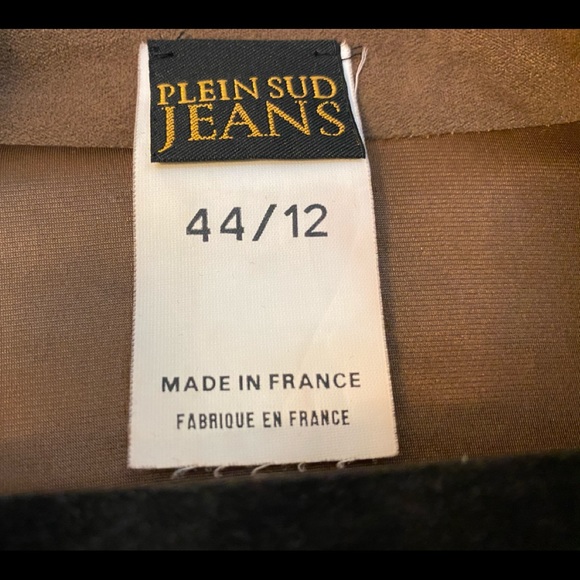 PLEIN SUD
JEANS
44/12
MADE IN FRANCE
FABRIQUE EN FRANCE